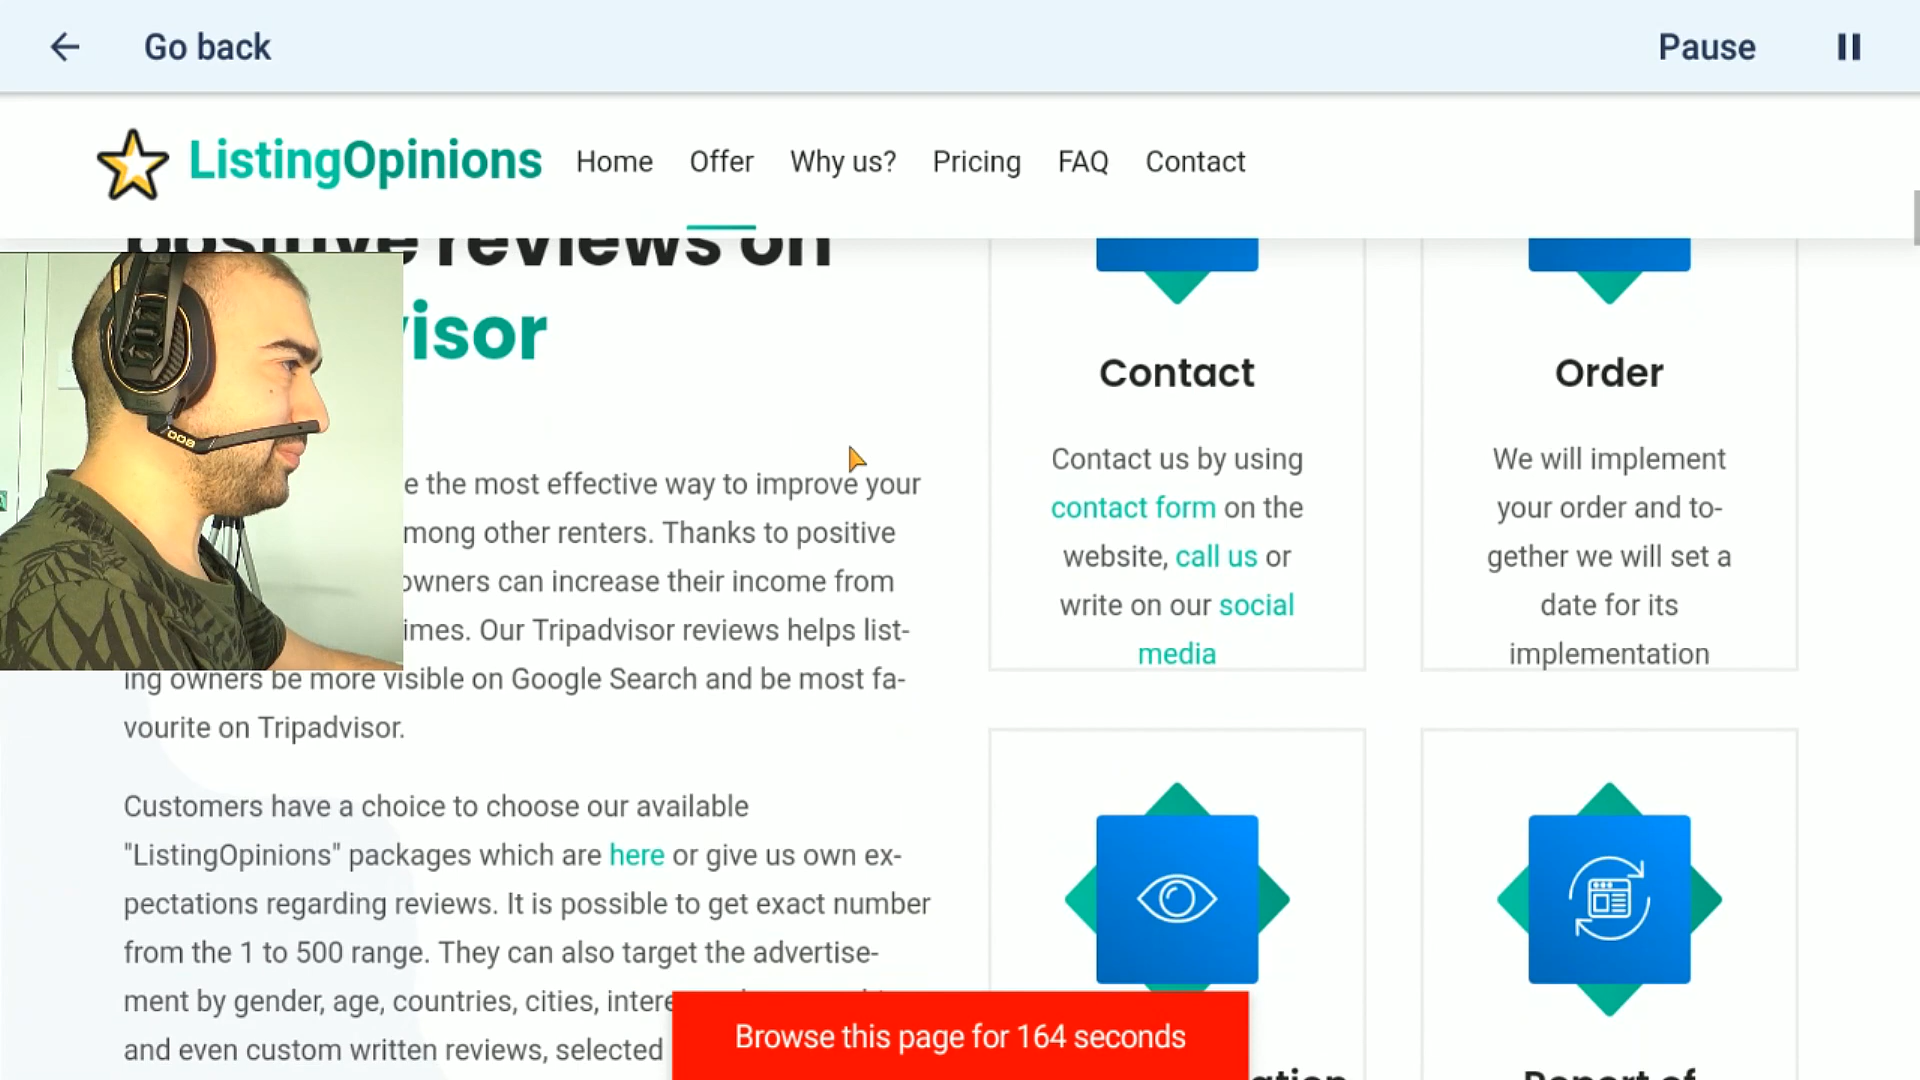 Go back
Pause
ListingOpinions
Home
Offer
Why us?
Pricing
FAQ
Contact
positive reviews on
visor
e the most effective way to improve your
mong other renters. Thanks to positive
owners can increase their income from
imes. Our Tripadvisor reviews helps list-
ing owners be more visible on Google Search and be most fa-
vourite on Tripadvisor.
Customers have a choice to choose our available
"ListingOpinions" packages which are here or give us own ex-
pectations regarding reviews. It is possible to get exact number
from the 1 to 500 range. They can also target the advertise-
ment by gender, age, countries, cities, intere
and even custom written reviews, selected
Contact
Contact us by using
contact form on the
website, call us or
write on our social
media
Order
We will implement
your order and to-
gether we will set a
date for its
implementation
Report of
Browse this page for 164 seconds